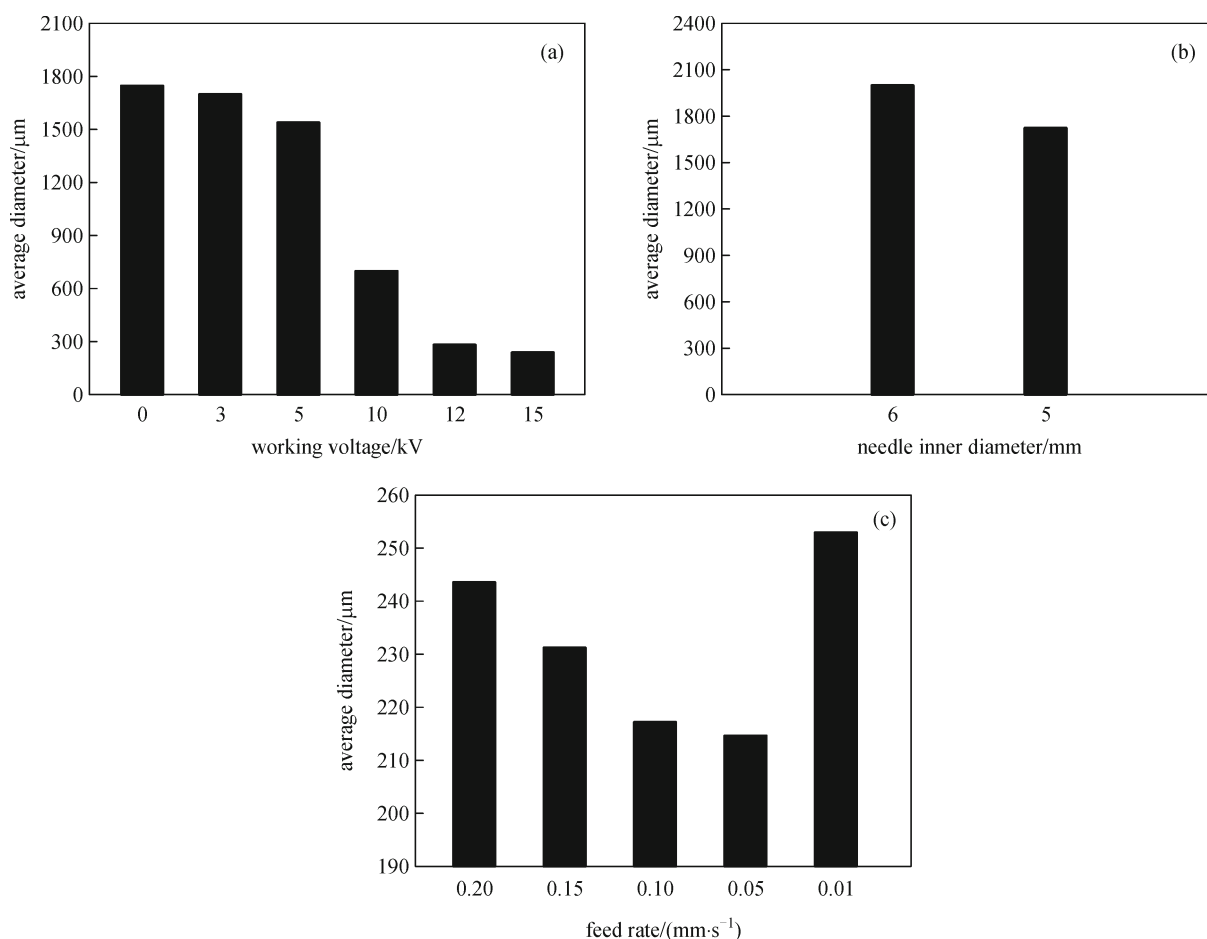 2100
1800
1500
1200
900
600
300
0
average diameter/μm
(a)
0 3 5 10 12 15
working voltage/kV
2400
2100
1800
1500
1200
900
600
300
0
average diameter/μm
(b)
6 5
needle inner diameter/mm
260
250
240
230
220
210
200
190
average diameter/μm
(c)
0.20 0.15 0.10 0.05 0.01
feed rate/(mm·s⁻¹)